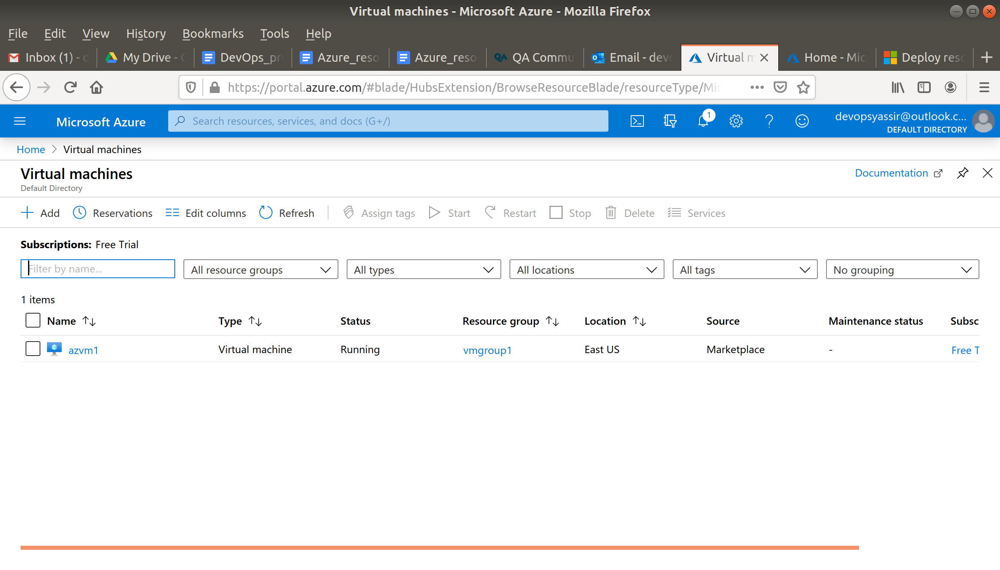 Virtual machines - Microsoft Azure - Mozilla Firefox
File Edit View History Bookmarks Tools Help
Inbox (1) - d My Drive - DevOps_pr Azure_reso Azure_reso QA Commu Email - devo Virtual m Home - Mic Deploy reso
https://portal.azure.com/#blade/HubsExtension/BrowseResourceBlade/resourceType/Mic
Microsoft Azure Search resources, services, and docs (G+/) 1 devopsyassir@outlook.c...
DEFAULT DIRECTORY
Home > Virtual machines
Virtual machines Documentation
Default Directory
Add Reservations Edit columns Refresh Assign tags Start Restart Stop Delete Services
Subscriptions: Free Trial
Filter by name... All resource groups All types All locations All tags No grouping
1 items
Name Type Status Resource group Location Source Maintenance status Subsc
azvm1 Virtual machine Running vmgroup1 East US Marketplace - Free T